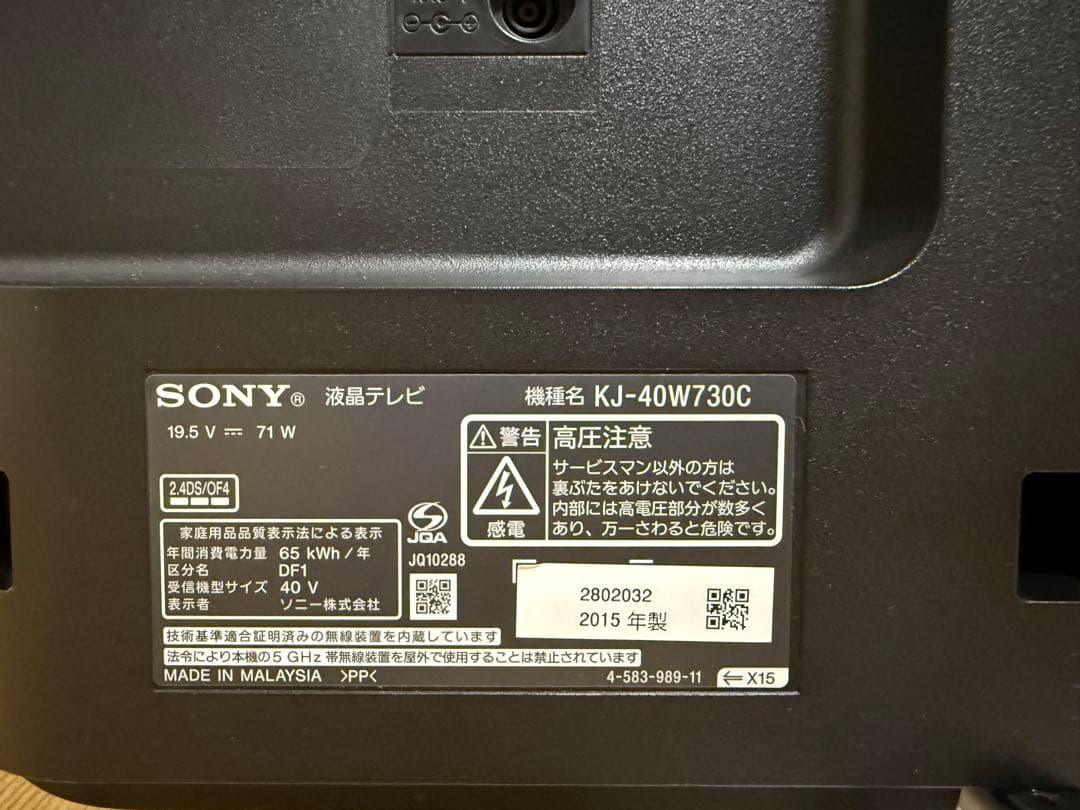 SONY® 液晶テレビ
機種名 KJ-40W730C
19.5 V ⎓ 71 W
警告 高圧注意
サービスマン以外の方は
裏ぶたをあけないでください。
内部には高電圧部分が数多く
あり、万一さわると危険です。
感電
2.4DS/OF4
家庭用品品質表示法による表示
年間消費電力量 65 kWh/年
区分名 DF1
受信機型サイズ 40 V
表示者 ソニー株式会社
JQA
JQ10288
2802032
2015 年製
技術基準適合証明済みの無線装置を内蔵しています
法令により本機の5 GHz 帯無線装置を屋外で使用することは禁止されています
MADE IN MALAYSIA >PP<
4-583-989-11 ⇐ X15